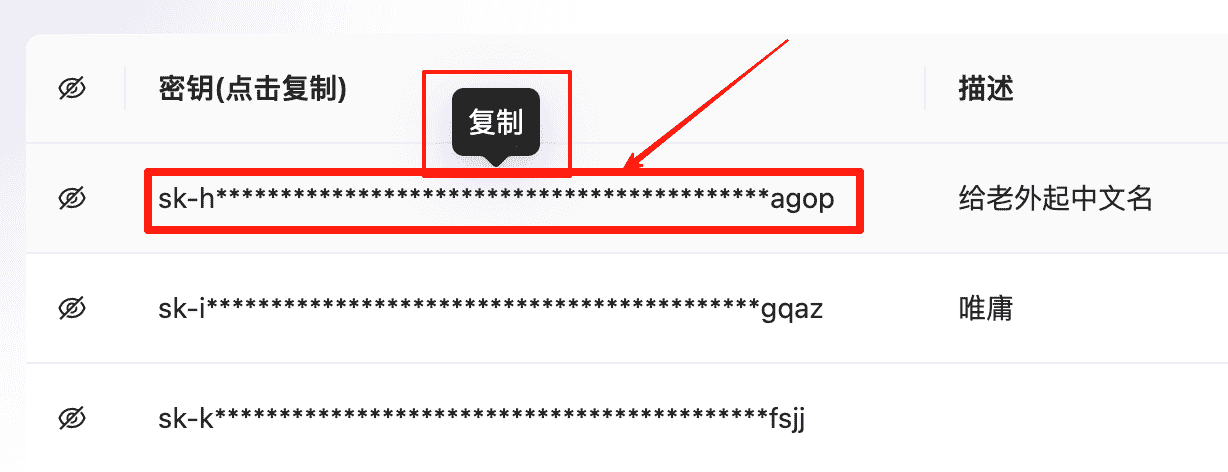 密钥(点击复制)
描述
复制
sk-h*******************************************agop
给老外起中文名
sk-i*******************************************gqaz
唯庸
sk-k*******************************************fsjj